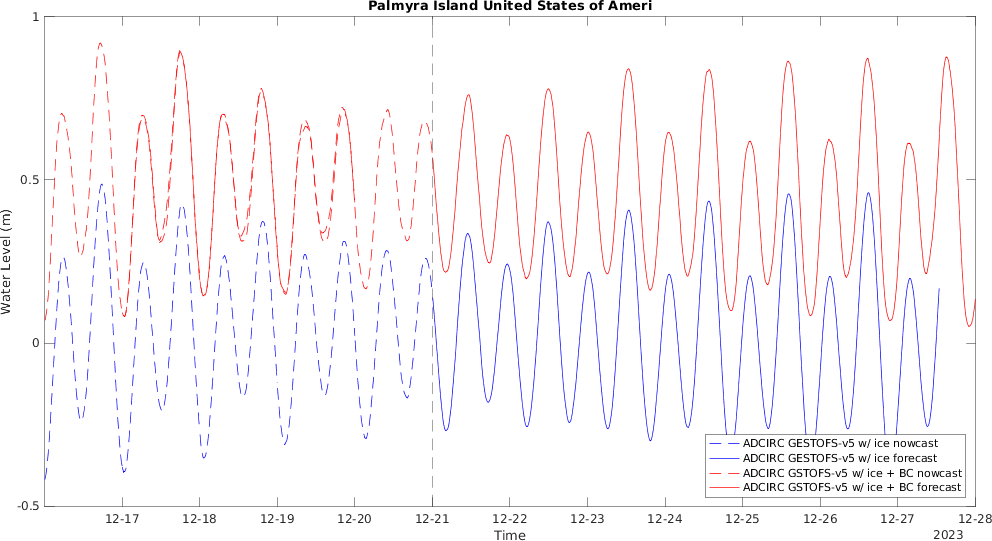 Palmyra Island United States of Ameri
1
0.5
0
-0.5
Water Level (m)
ADCIRC GESTOFS-v5 w/ ice nowcast
ADCIRC GESTOFS-v5 w/ ice forecast
ADCIRC GSTOFS-v5 w/ ice + BC nowcast
ADCIRC GSTOFS-v5 w/ ice + BC forecast
12-17 12-18 12-19 12-20 12-21 12-22 12-23 12-24 12-25 12-26 12-27 12-28
Time
2023